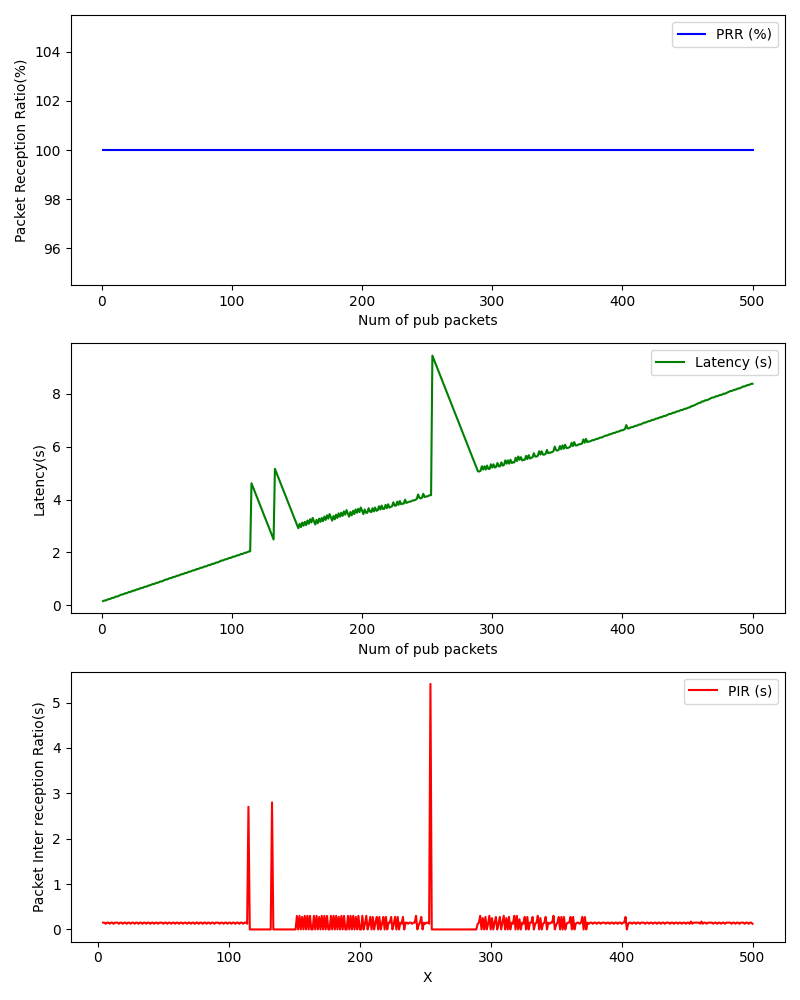 PRR (%)
Packet Reception Ratio(%)
104
102
100
98
96
0 100 200 300 400 500
Num of pub packets
Latency (s)
Latency(s)
8
6
4
2
0
0 100 200 300 400 500
Num of pub packets
PIR (s)
Packet Inter reception Ratio(s)
5
4
3
2
1
0
0 100 200 300 400 500
X